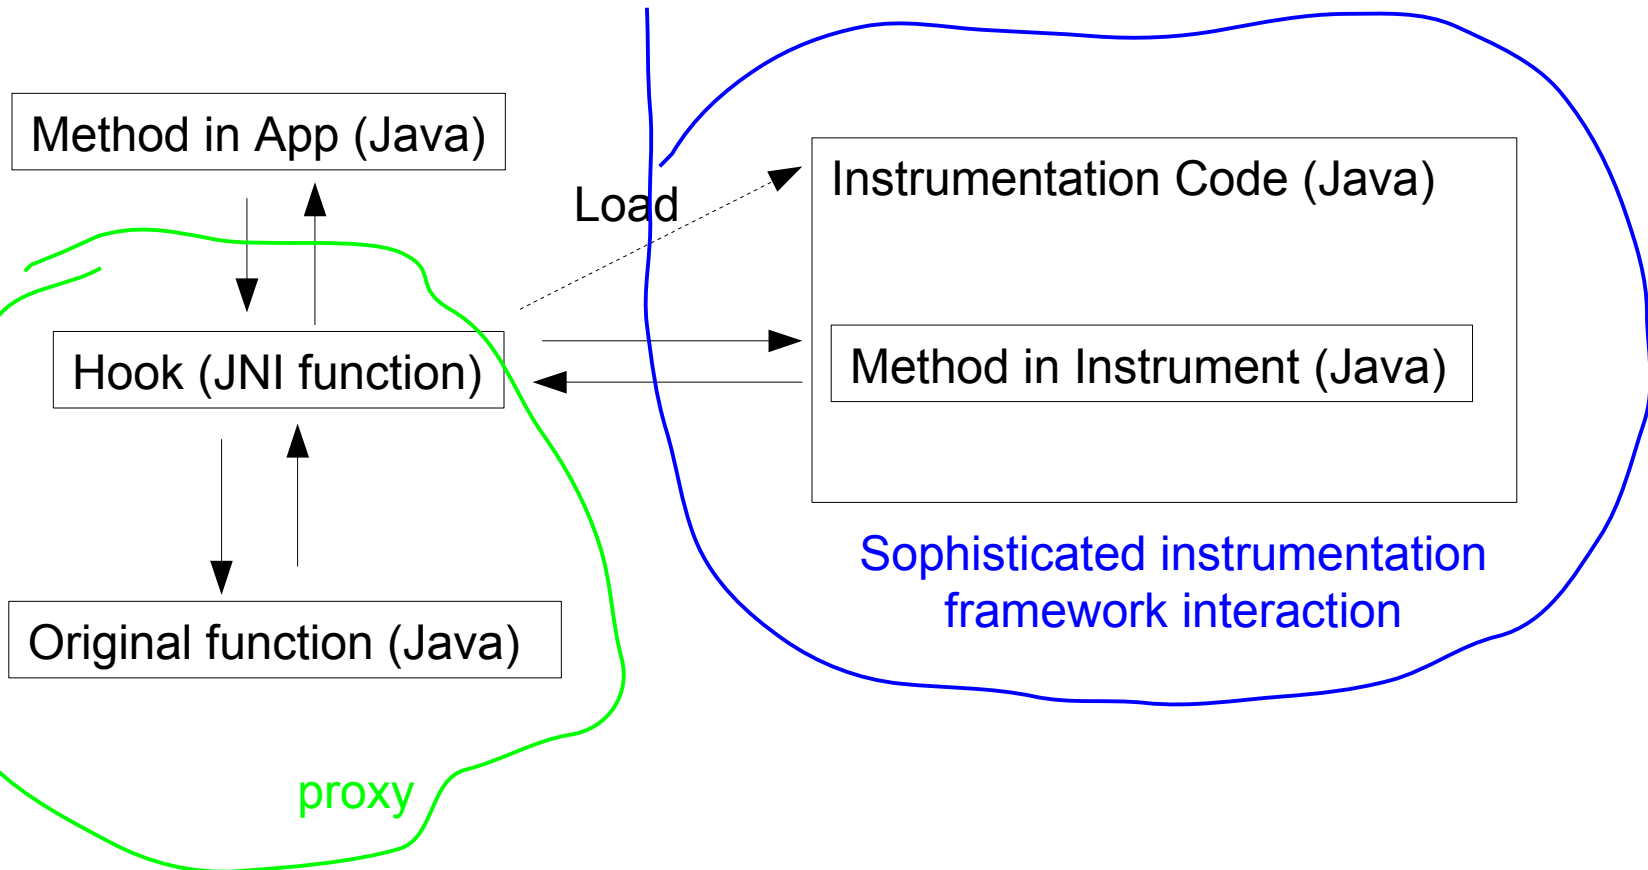 Method in App (Java)
Load
Instrumentation Code (Java)
Hook (JNI function)
Method in Instrument (Java)
Sophisticated instrumentation
framework interaction
Original function (Java)
proxy